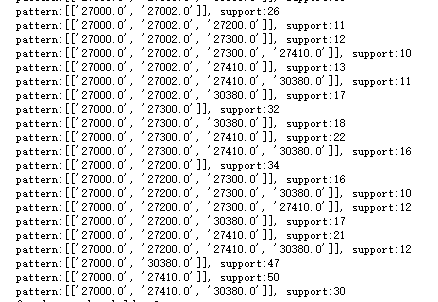 pattern:[['27000.0', '27002.0']], support:26
pattern:[['27000.0', '27002.0', '27200.0']], support:11
pattern:[['27000.0', '27002.0', '27300.0']], support:12
pattern:[['27000.0', '27002.0', '27300.0', '27410.0']], support:10
pattern:[['27000.0', '27002.0', '27410.0']], support:13
pattern:[['27000.0', '27002.0', '27410.0', '30380.0']], support:11
pattern:[['27000.0', '27002.0', '30380.0']], support:17
pattern:[['27000.0', '27300.0']], support:32
pattern:[['27000.0', '27300.0', '30380.0']], support:18
pattern:[['27000.0', '27300.0', '27410.0']], support:22
pattern:[['27000.0', '27300.0', '27410.0', '30380.0']], support:16
pattern:[['27000.0', '27200.0']], support:34
pattern:[['27000.0', '27200.0', '27300.0']], support:16
pattern:[['27000.0', '27200.0', '27300.0', '30380.0']], support:10
pattern:[['27000.0', '27200.0', '27300.0', '27410.0']], support:12
pattern:[['27000.0', '27200.0', '30380.0']], support:17
pattern:[['27000.0', '27200.0', '27410.0']], support:21
pattern:[['27000.0', '27200.0', '27410.0', '30380.0']], support:12
pattern:[['27000.0', '30380.0']], support:47
pattern:[['27000.0', '27410.0']], support:50
pattern:[['27000.0', '27410.0', '30380.0']], support:30